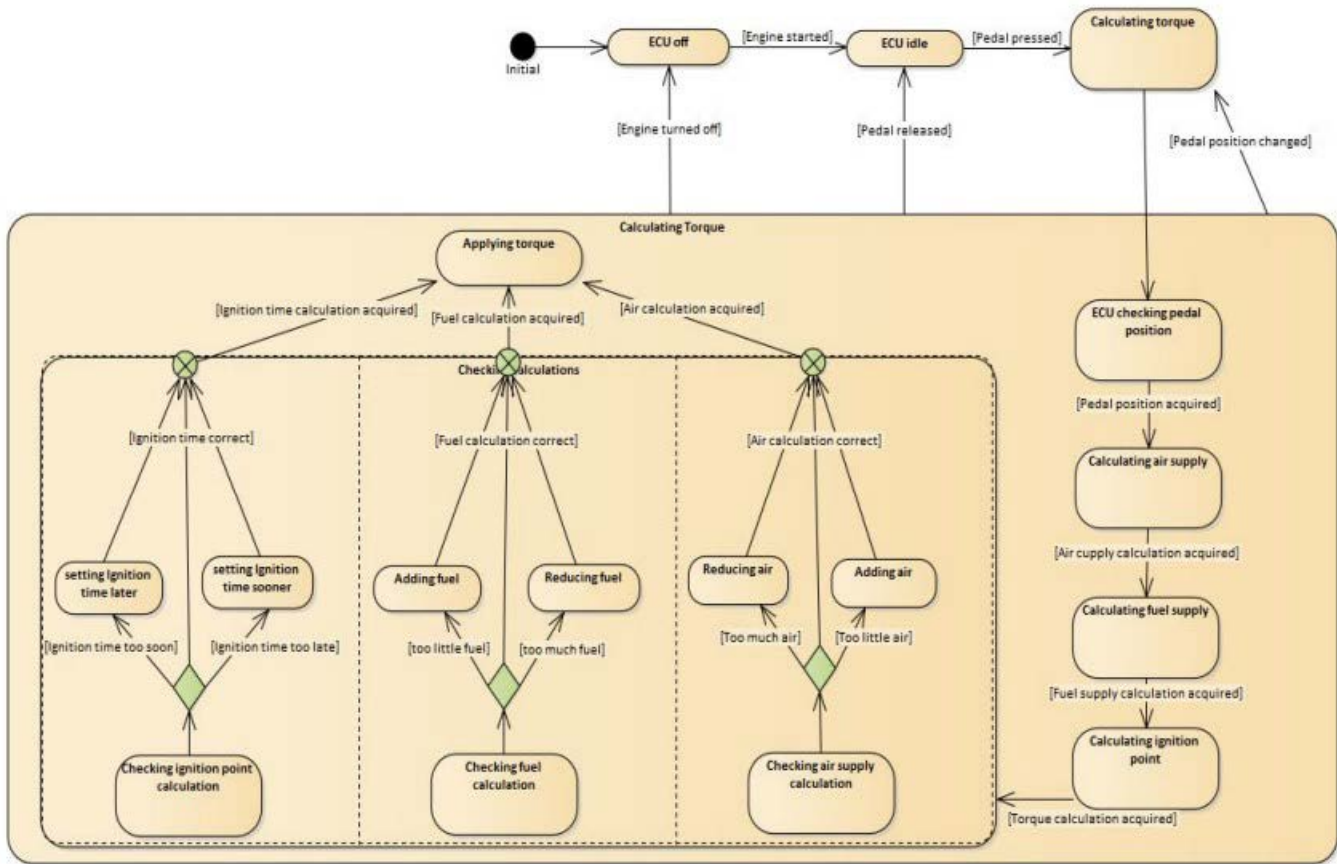 Calculating torque
ECU off
[Engine started]
ECU idle
[Pedal pressed]
Initial
[Engine turned off]
[Pedal released]
[Pedal position changed]
Calculating Torque
Applying torque
[Ignition time calculation acquired]
[Fuel calculation acquired]
[Air calculation acquired]
ECU checking pedal
position
Checking Calculations
[Pedal position acquired]
[Ignition time correct]
[Fuel calculation correct]
[Air calculation correct]
Calculating air supply
[Air cupply calculation acquired]
setting Ignition
time later
setting Ignition
time sooner
Adding fuel
Reducing fuel
Reducing air
Adding air
Calculating fuel supply
[Ignition time too soon]
[Ignition time too late]
[too little fuel]
[too much fuel]
[Too much air]
[Too little air]
[Fuel supply calculation acquired]
Calculating ignition
point
Checking ignition point
calculation
Checking fuel
calculation
Checking air supply
calculation
[Torque calculation acquired]